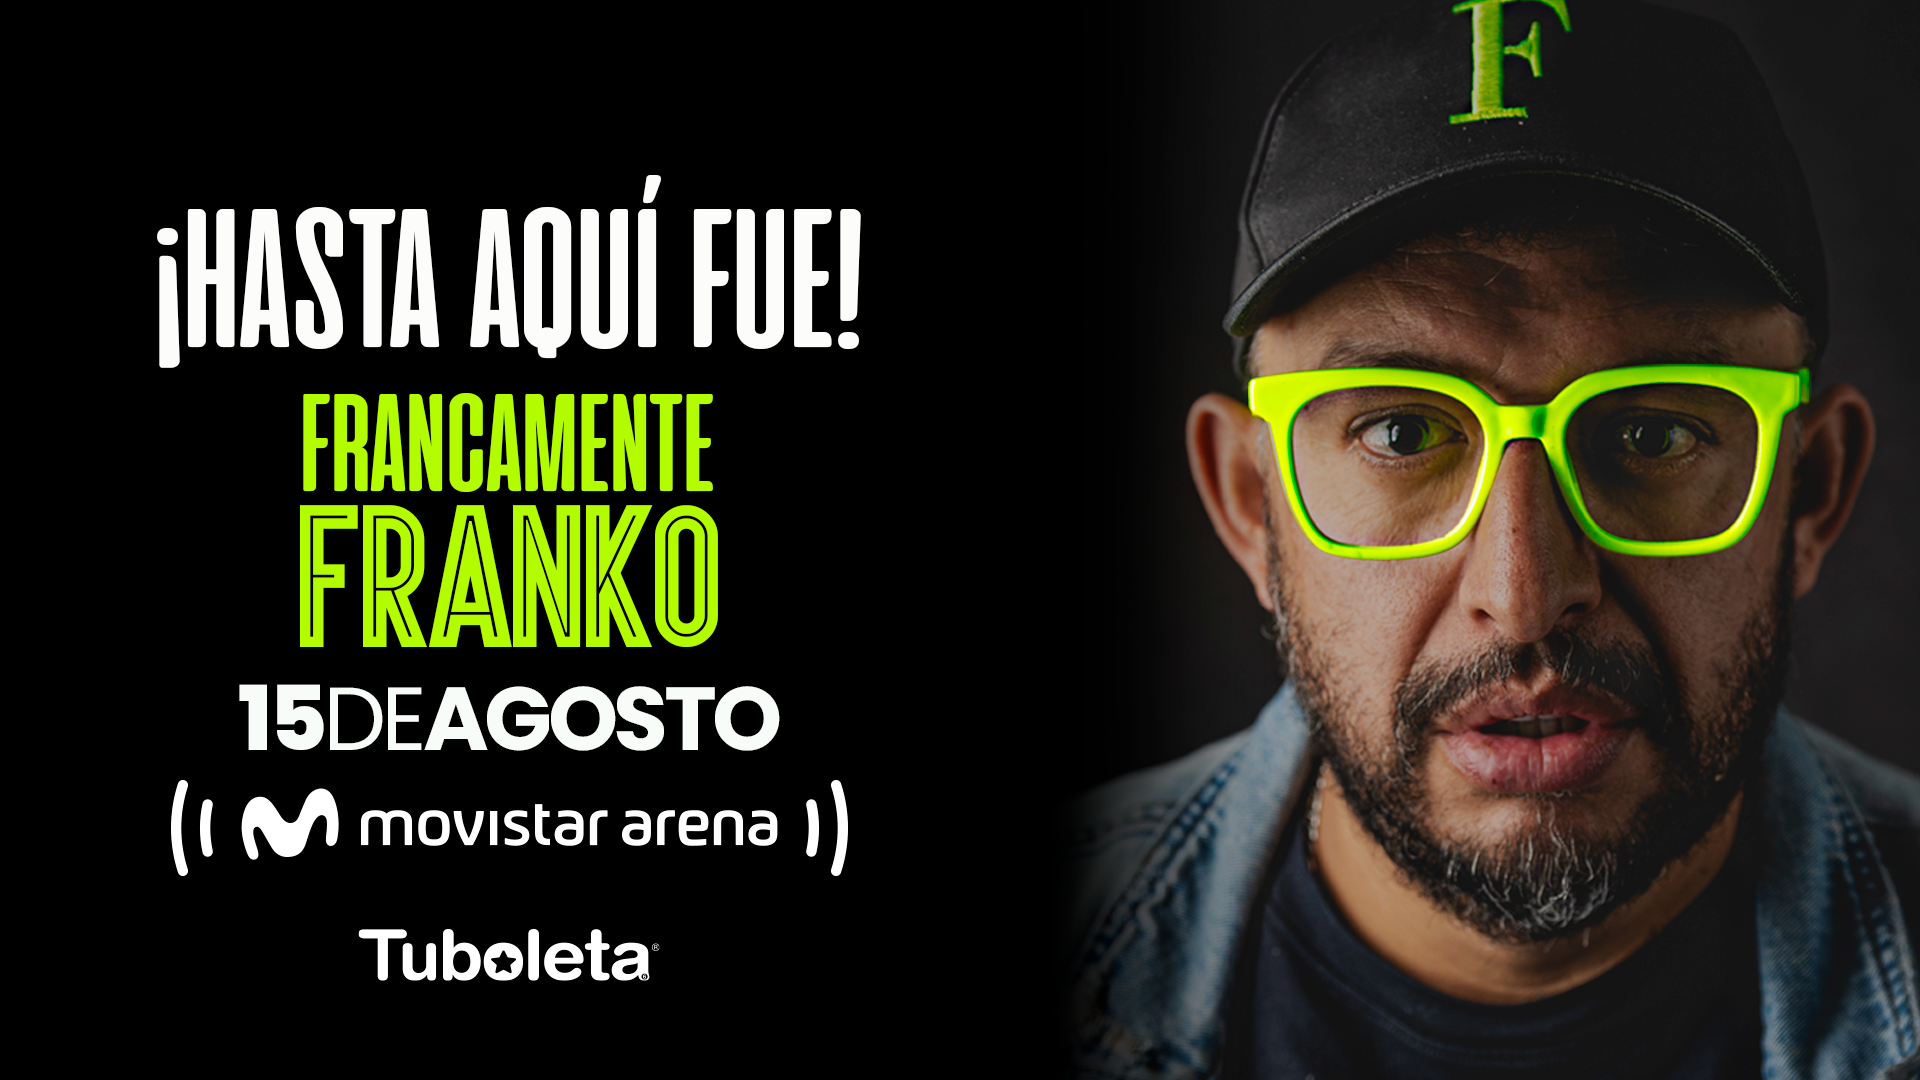 ¡HASTA AQUÍ FUE!
FRANCAMENTE
FRANKO
15DEAGOSTO
movistar arena
Tuboleta®
F